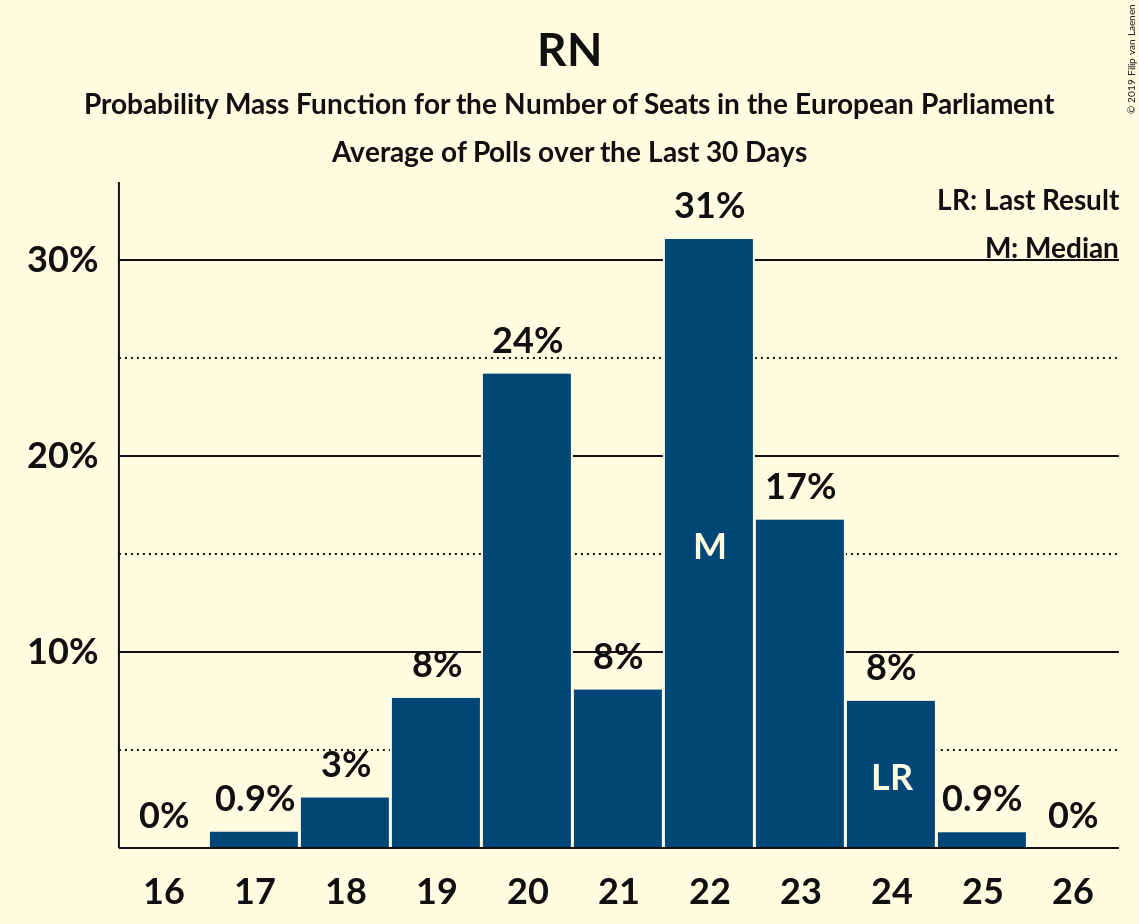 RN
Probability Mass Function for the Number of Seats in the European Parliament
Average of Polls over the Last 30 Days
© 2019 Filip van Laenen
LR: Last Result
M: Median
30%
20%
10%
0%
0.9%
3%
8%
24%
8%
31%
17%
8%
0.9%
0%
M
LR
16 17 18 19 20 21 22 23 24 25 26